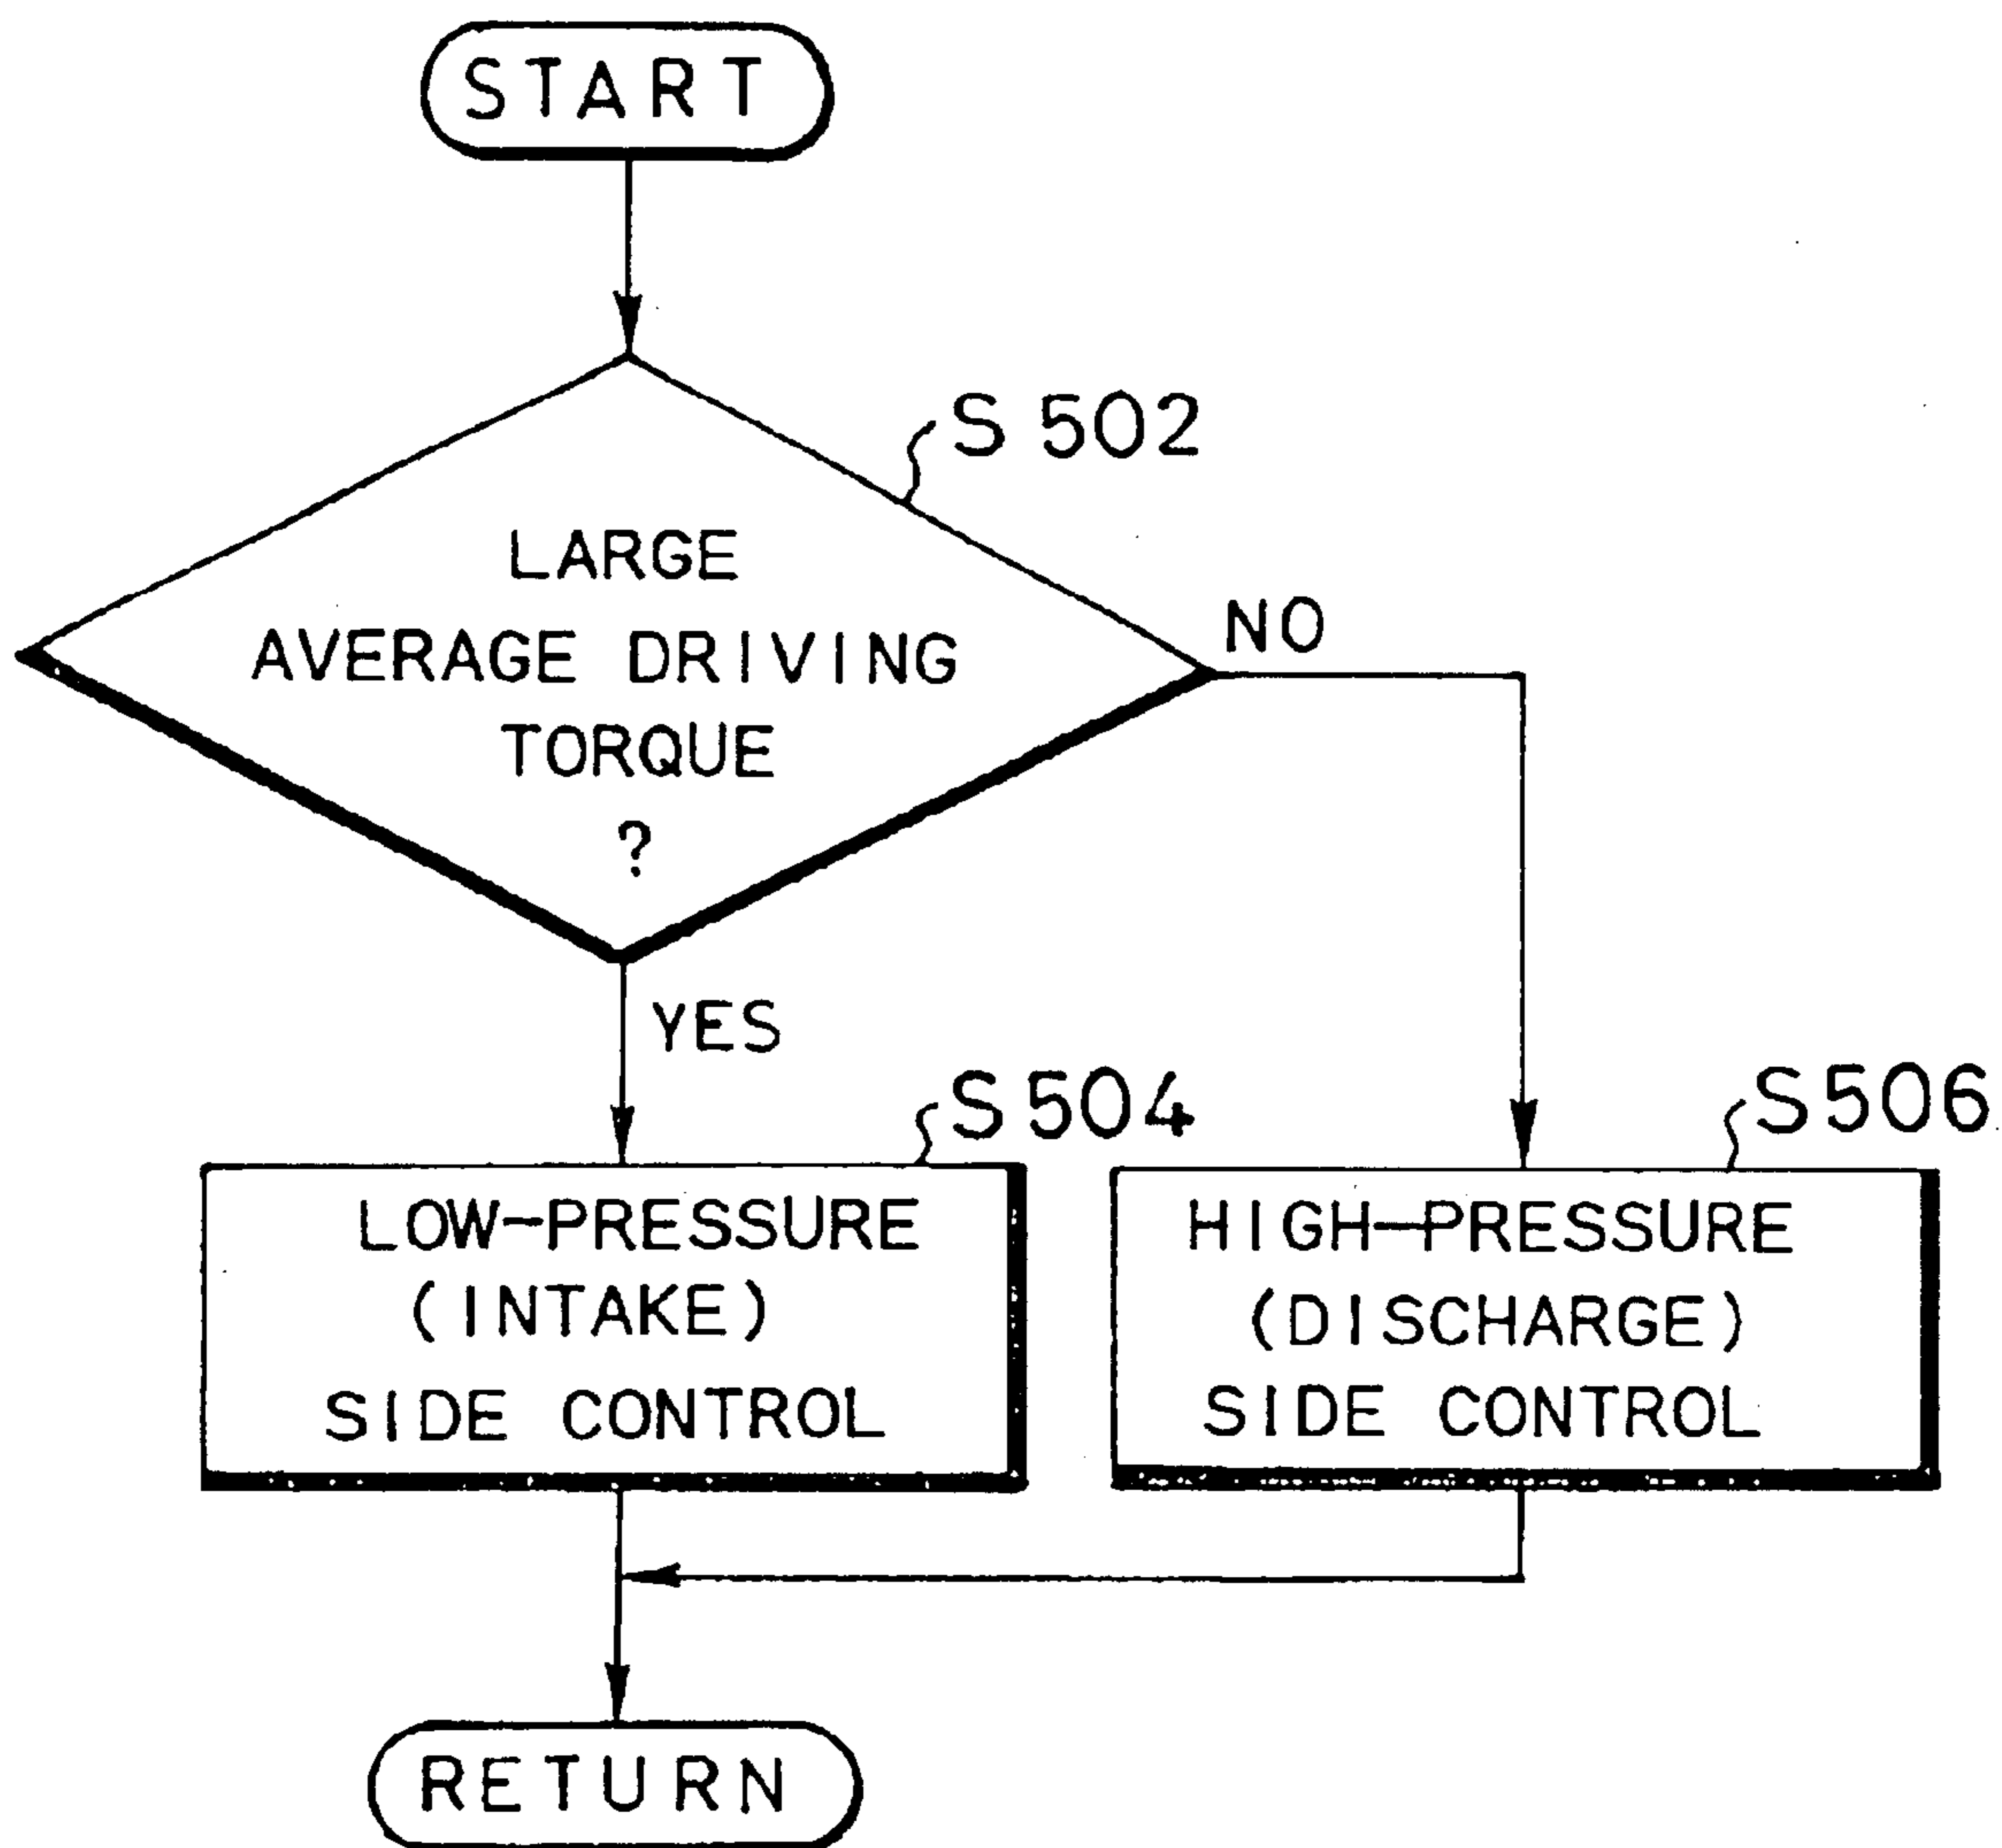 START
S502
LARGE
AVERAGE DRIVING
TORQUE
?
NO
YES
S504
LOW-PRESSURE
(INTAKE)
SIDE CONTROL
S506
HIGH-PRESSURE
(DISCHARGE)
SIDE CONTROL
RETURN